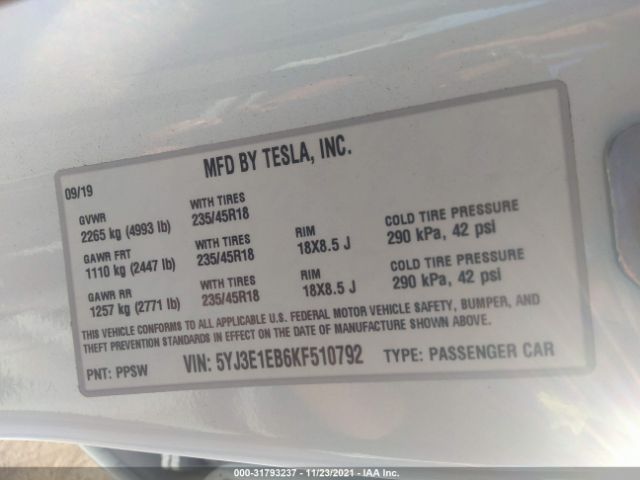 MFD BY TESLA, INC.
09/19
GVWR WITH TIRES
2265 kg (4993 lb) 235/45R18
GAWR FRT WITH TIRES RIM COLD TIRE PRESSURE
1110 kg (2447 lb) 235/45R18 18X8.5 J 290 kPa, 42 psi
GAWR RR WITH TIRES RIM COLD TIRE PRESSURE
1257 kg (2771 lb) 235/45R18 18X8.5 J 290 kPa, 42 psi
THIS VEHICLE CONFORMS TO ALL APPLICABLE U.S. FEDERAL MOTOR VEHICLE SAFETY, BUMPER, AND
THEFT PREVENTION STANDARDS IN EFFECT ON THE DATE OF MANUFACTURE SHOWN ABOVE.
PNT: PPSW VIN: 5YJ3E1EB6KF510792 TYPE: PASSENGER CAR
000-31793237 - 11/23/2021 - IAA Inc.